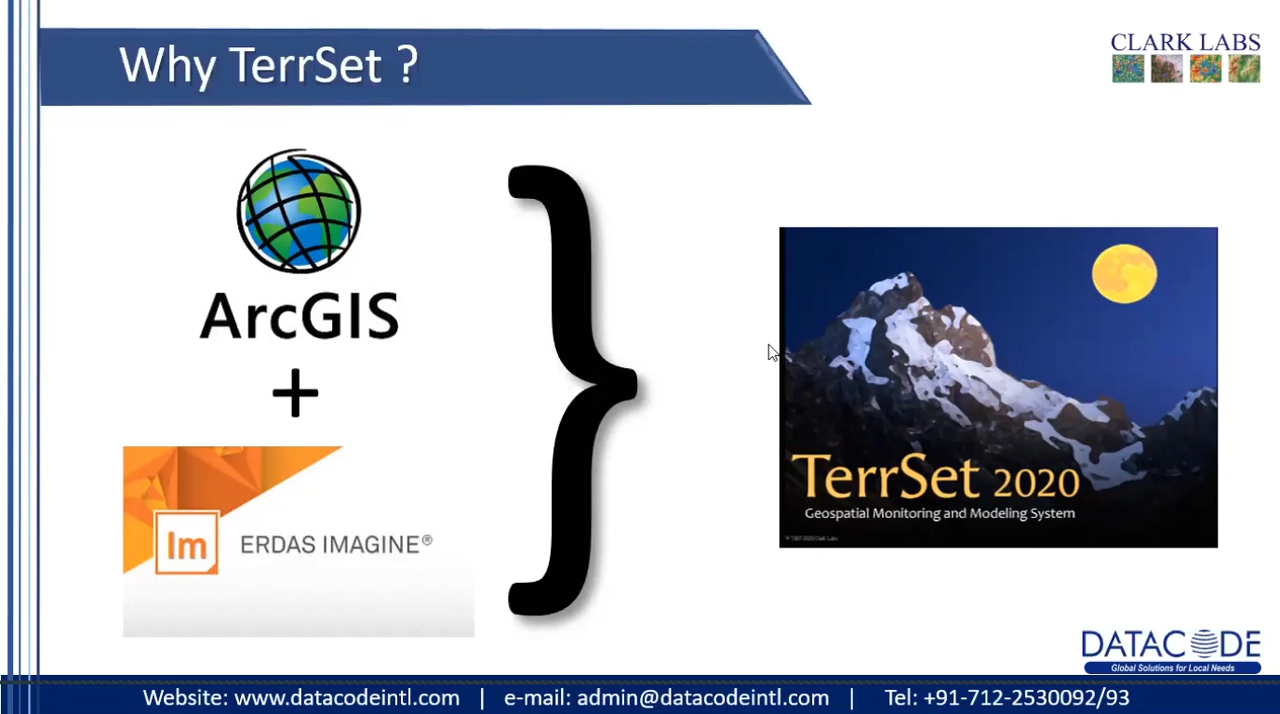 Why TerrSet ?
CLARK LABS
ArcGIS
+
Im
ERDAS IMAGINE®
TerrSet 2020
Geospatial Monitoring and Modeling System
DATACODE
Global Solutions for Local Needs
Website: www.datacodeintl.com | e-mail: admin@datacodeintl.com | Tel: +91-712-2530092/93